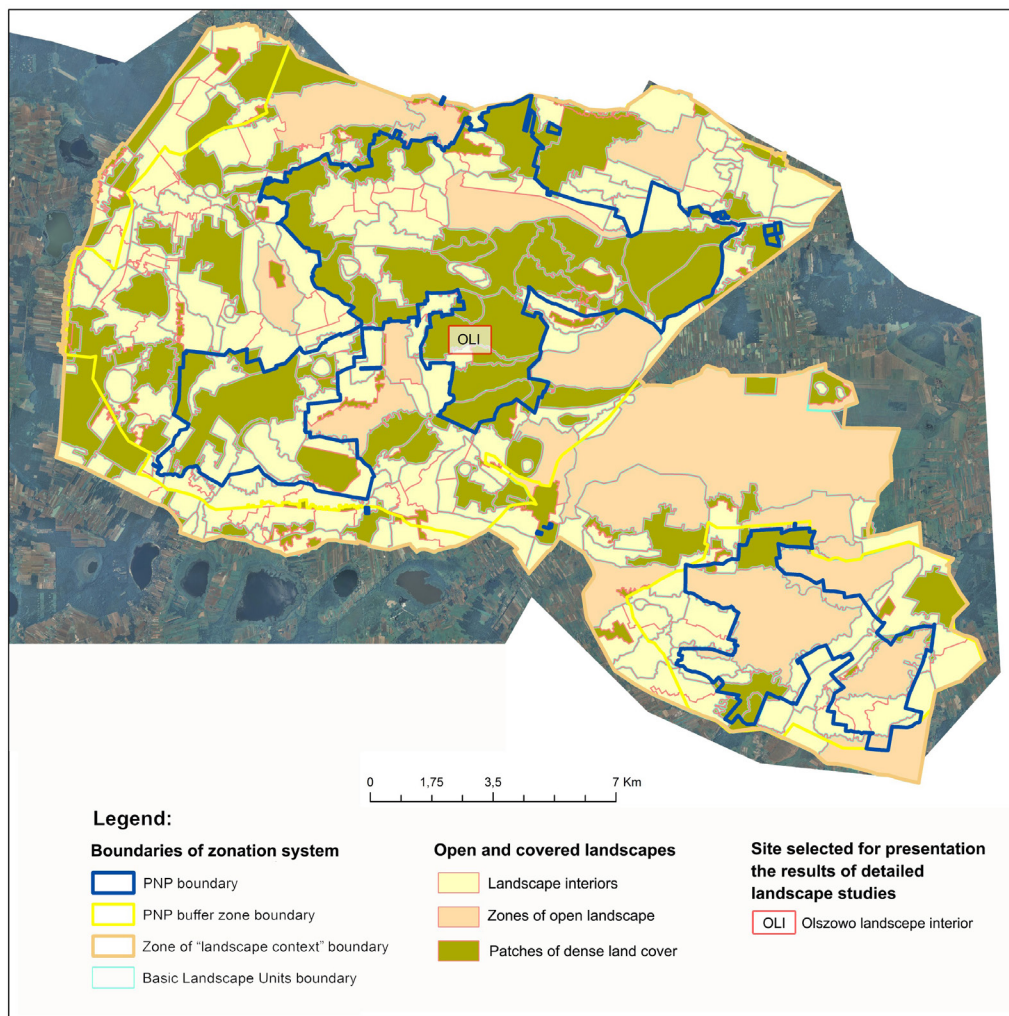 OLI
0 1,75 3,5 7 Km
Legend:
Boundaries of zonation system
PNP boundary
PNP buffer zone boundary
Zone of “landscape context” boundary
Basic Landscape Units boundary
Open and covered landscapes
Landscape interiors
Zones of open landscape
Patches of dense land cover
Site selected for presentation
the results of detailed
landscape studies
OLI Olszowo landscepe interior